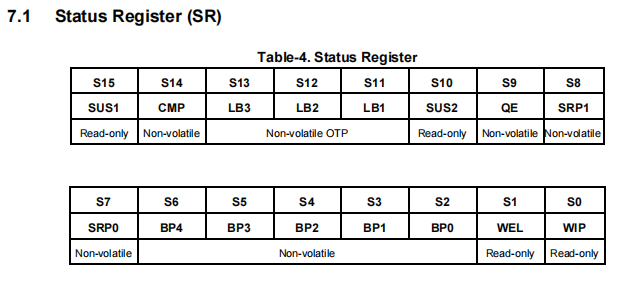 7.1 Status Register (SR)
Table-4. Status Register
S15 S14 S13 S12 S11 S10 S9 S8
SUS1 CMP LB3 LB2 LB1 SUS2 QE SRP1
Read-only Non-volatile Non-volatile OTP Read-only Non-volatile Non-volatile
S7 S6 S5 S4 S3 S2 S1 S0
SRP0 BP4 BP3 BP2 BP1 BP0 WEL WIP
Non-volatile Non-volatile Read-only Read-only